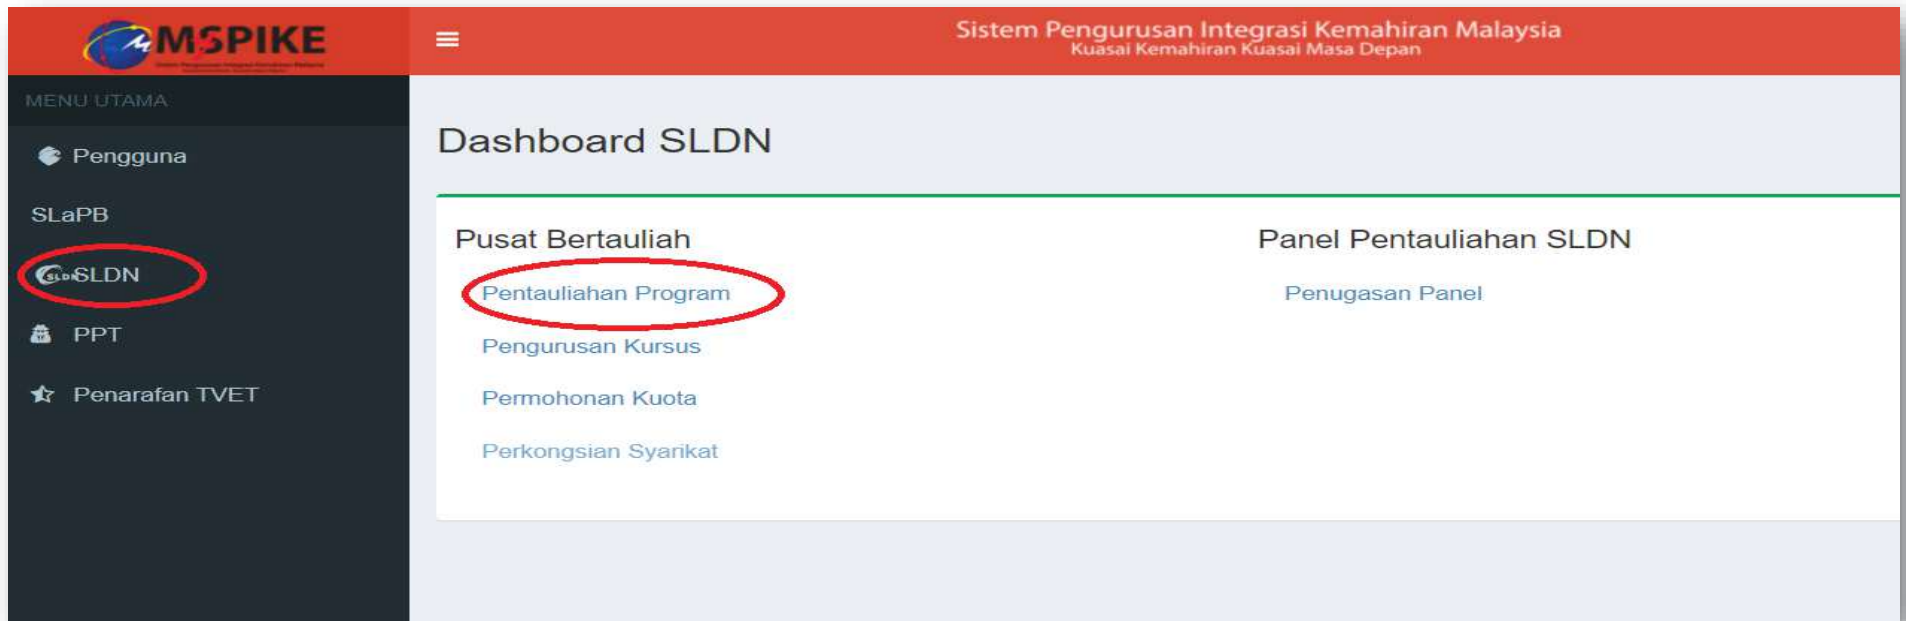 MSPIKE
Sistem Pengurusan Integrasi Kemahiran Malaysia
Kuasai Kemahiran Kuasai Masa Depan
MENU UTAMA
Pengguna
SLaPB
SLDN
PPT
Penarafan TVET
Dashboard SLDN
Pusat Bertauliah
Pentauliahan Program
Pengurusan Kursus
Permohonan Kuota
Perkongsian Syarikat
Panel Pentauliahan SLDN
Penugasan Panel